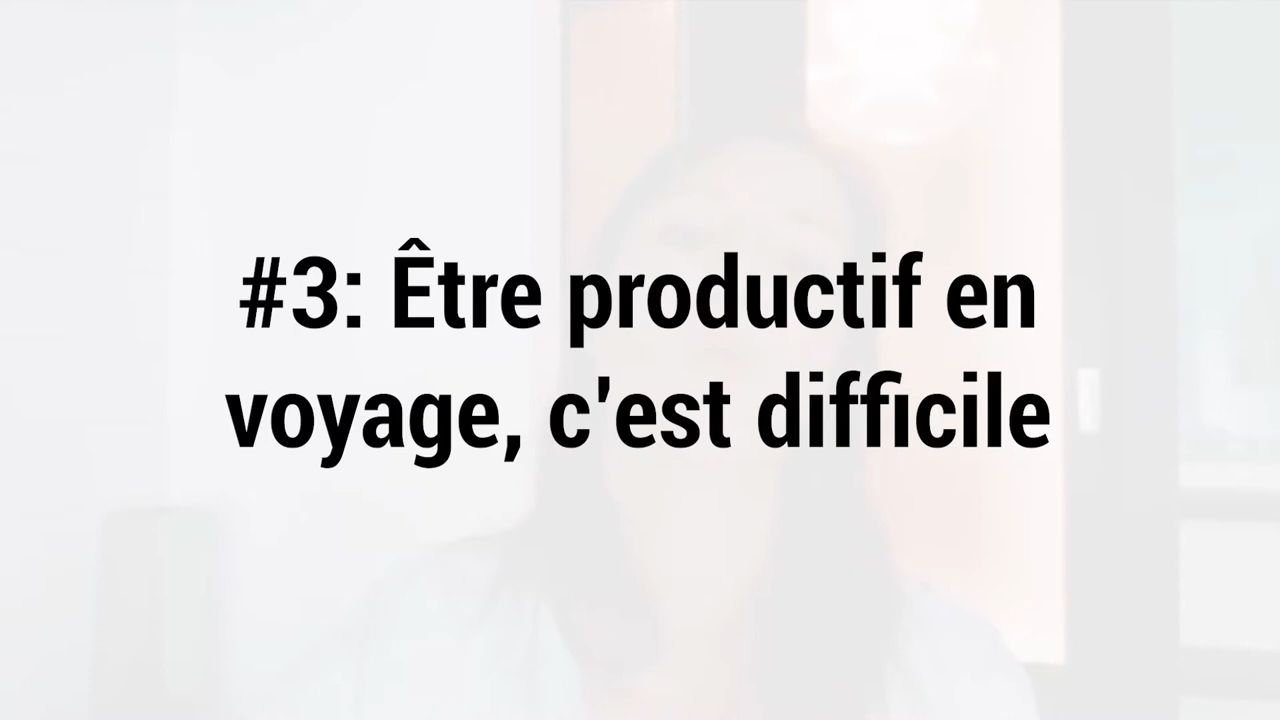 #3: Être productif en
voyage, c'est difficile